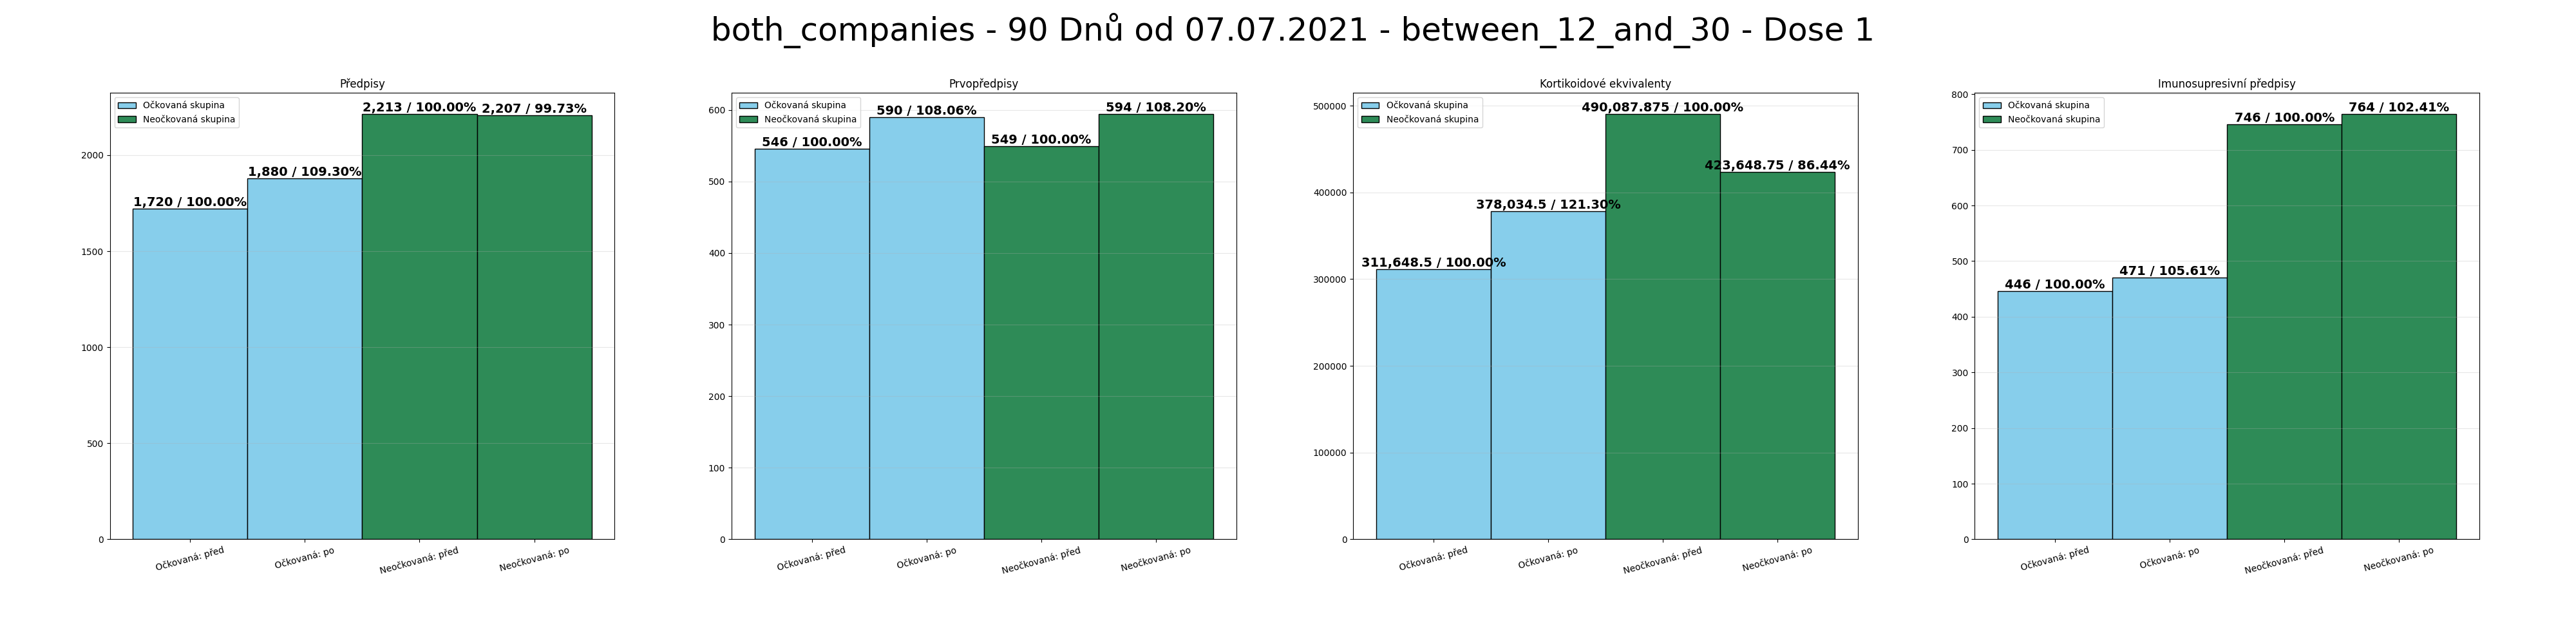 both_companies - 90 Dnů od 07.07.2021 - between_12_and_30 - Dose 1
Předpisy
Očkovaná skupina
Neočkovaná skupina
1,720 / 100.00%
1,880 / 109.30%
2,213 / 100.00%
2,207 / 99.73%
2000
1500
1000
500
0
Očkovaná: před
Očkovaná: po
Neočkovaná: před
Neočkovaná: po
Prvopředpisy
Očkovaná skupina
Neočkovaná skupina
546 / 100.00%
590 / 108.06%
549 / 100.00%
594 / 108.20%
600
500
400
300
200
100
0
Očkovaná: před
Očkovaná: po
Neočkovaná: před
Neočkovaná: po
Kortikoidové ekvivalenty
Očkovaná skupina
Neočkovaná skupina
311,648.5 / 100.00%
378,034.5 / 121.30%
490,087.875 / 100.00%
423,648.75 / 86.44%
500000
400000
300000
200000
100000
0
Očkovaná: před
Očkovaná: po
Neočkovaná: před
Neočkovaná: po
Imunosupresivní předpisy
Očkovaná skupina
Neočkovaná skupina
446 / 100.00%
471 / 105.61%
746 / 100.00%
764 / 102.41%
800
700
600
500
400
300
200
100
0
Očkovaná: před
Očkovaná: po
Neočkovaná: před
Neočkovaná: po